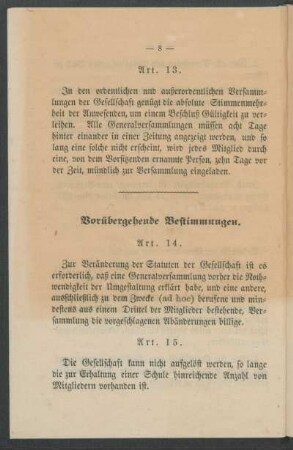 — 8 —
Art. 13.
In den ordentlichen und außerordentlichen Versamm-
lungen der Gesellschaft genügt die absolute Stimmenmehr-
heit der Anwesenden, um einem Beschluß Gültigkeit zu ver-
leihen. Alle Generalversammlungen müssen acht Tage
hinter einander in einer Zeitung angezeigt werden, und so
lang eine solche nicht erscheint, wird jedes Mitglied durch
eine, von dem Vorsitzenden ernannte Person, zehn Tage vor
der Zeit, mündlich zur Versammlung eingeladen.
Vorübergehende Bestimmungen.
Art. 14.
Zur Veränderung der Statuten der Gesellschaft ist es
erforderlich, daß eine Generalversammlung vorher die Noth-
wendigkeit der Umgestaltung erklärt habe, und eine andere,
ausschließlich zu dem Zwecke (ad hoc) berufene und min-
destens aus einem Drittel der Mitglieder bestehende, Ver-
sammlung die vorgeschlagenen Abänderungen billige.
Art. 15.
Die Gesellschaft kann nicht aufgelöst werden, so lange
die zur Erhaltung einer Schule hinreichende Anzahl von
Mitgliedern vorhanden ist.